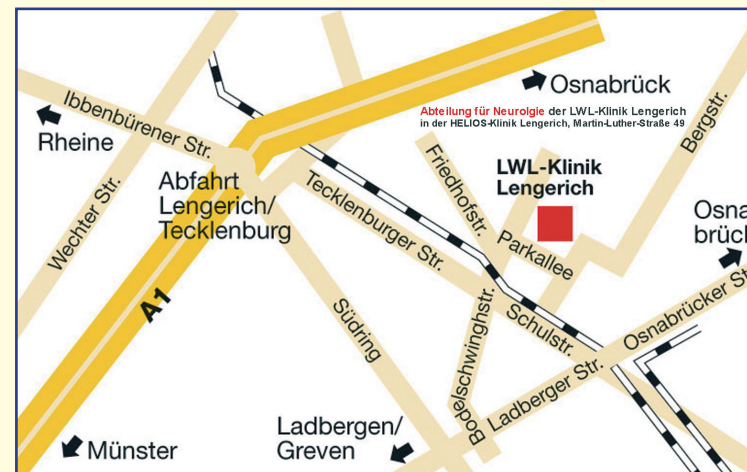 Osnabrück
Abteilung für Neurolgie der LWL-Klinik Lengerich
in der HELIOS-Klinik Lengerich, Martin-Luther-Straße 49
Ibbenbürener Str.
Rheine
Bergstr.
Friedhofstr.
LWL-Klinik
Lengerich
Abfahrt
Lengerich/
Tecklenburg
Wechter Str.
Tecklenburger Str.
Osna
brück
Parkallee
A1
Südring
Bodelschwinghstr.
Schulstr.
Osnabrücker St
Ladberger Str.
Ladbergen/
Greven
Münster